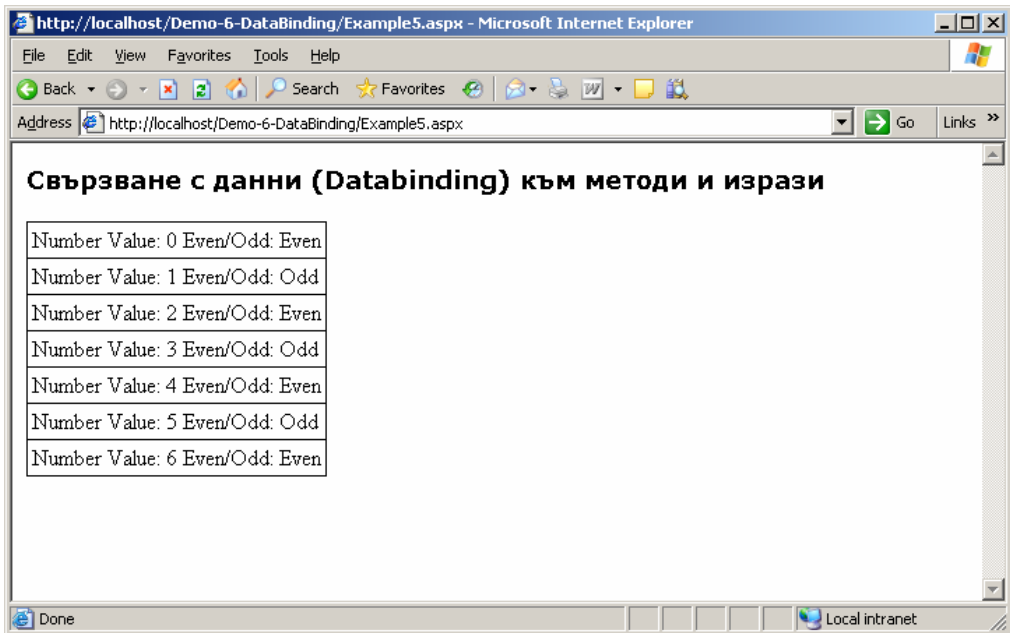 http://localhost/Demo-6-DataBinding/Example5.aspx - Microsoft Internet Explorer
File Edit View Favorites Tools Help
Back Search Favorites
Address http://localhost/Demo-6-DataBinding/Example5.aspx Go Links »
Свързване с данни (Databinding) към методи и изрази
Number Value: 0 Even/Odd: Even
Number Value: 1 Even/Odd: Odd
Number Value: 2 Even/Odd: Even
Number Value: 3 Even/Odd: Odd
Number Value: 4 Even/Odd: Even
Number Value: 5 Even/Odd: Odd
Number Value: 6 Even/Odd: Even
Done Local intranet